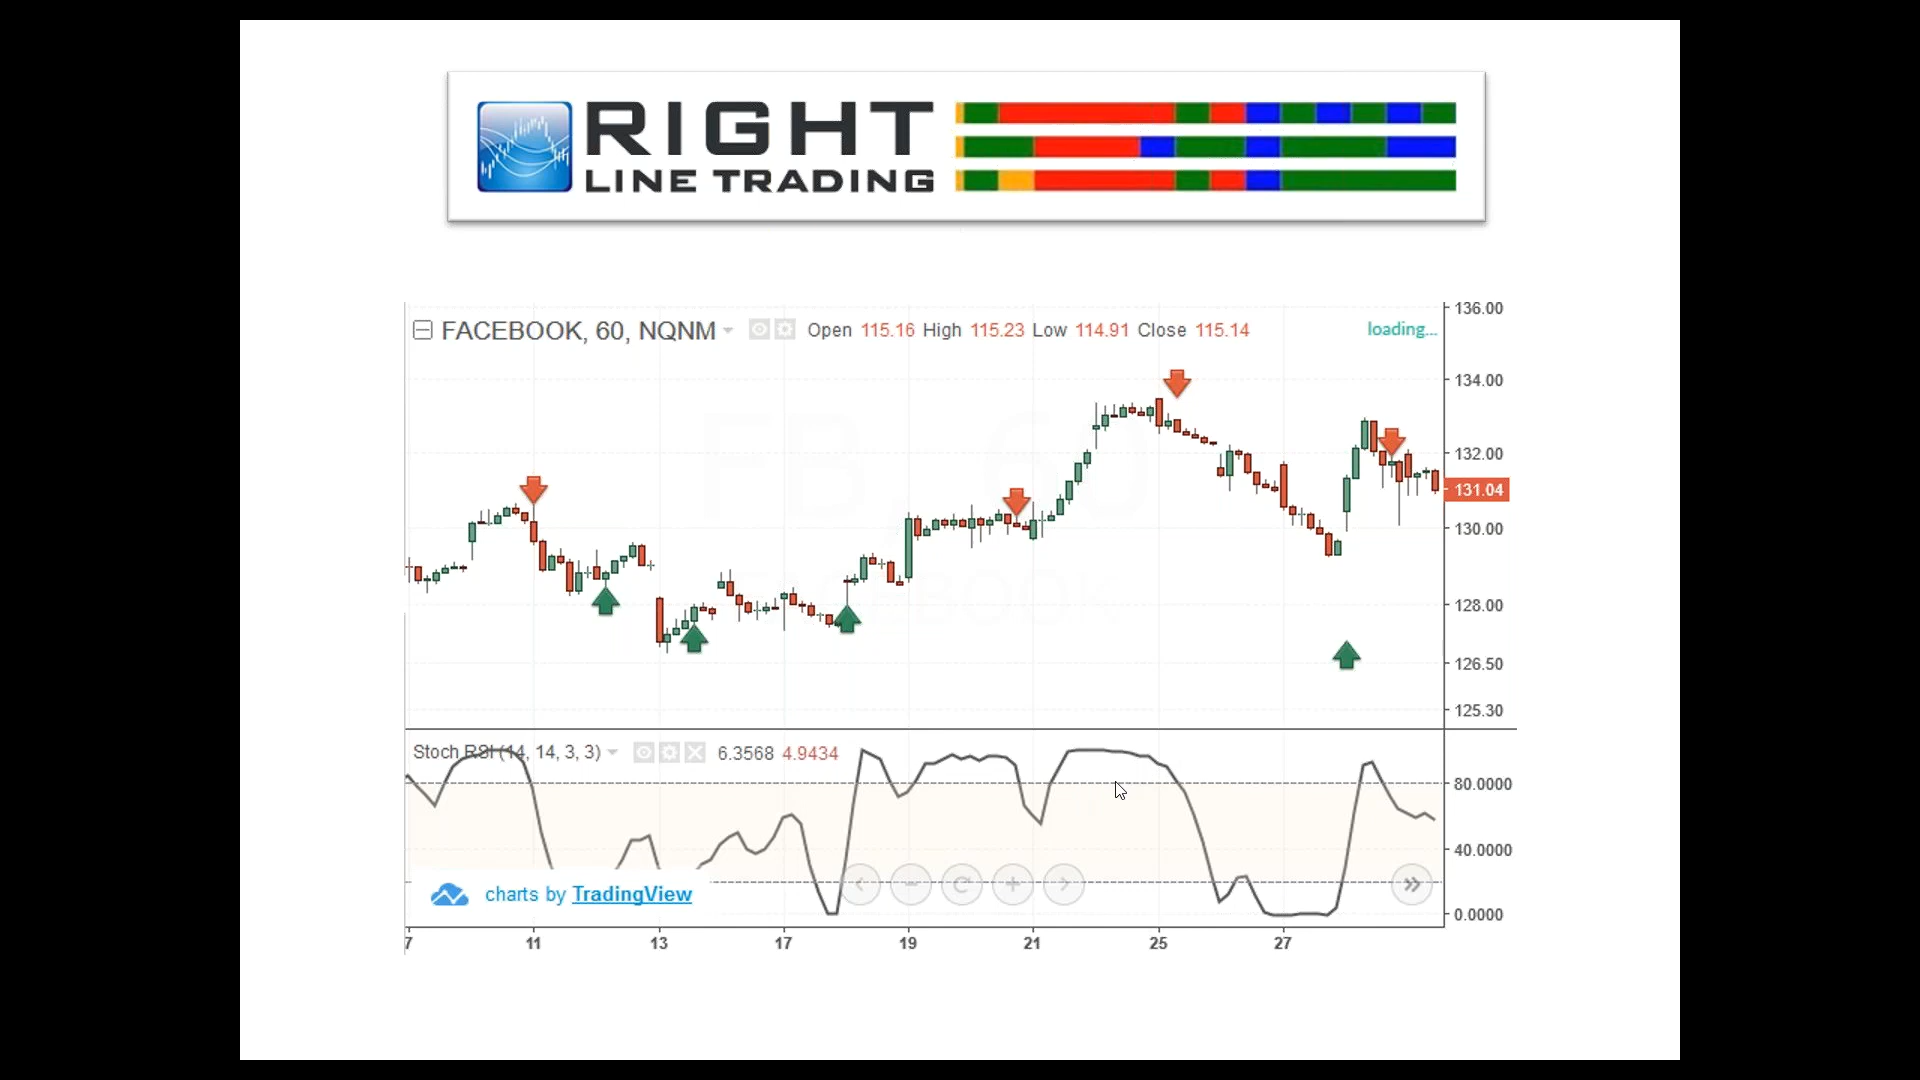 RIGHT
LINE TRADING
FACEBOOK, 60, NQNM Open 115.16 High 115.23 Low 114.91 Close 115.14 loading...
136.00
134.00
132.00
131.04
130.00
128.00
126.50
125.30
FB, 60
FACEBOOK
Stoch RSI (14, 14, 3, 3) 6.3568 4.9434
80.0000
40.0000
0.0000
charts by TradingView
7 11 13 17 19 21 25 27